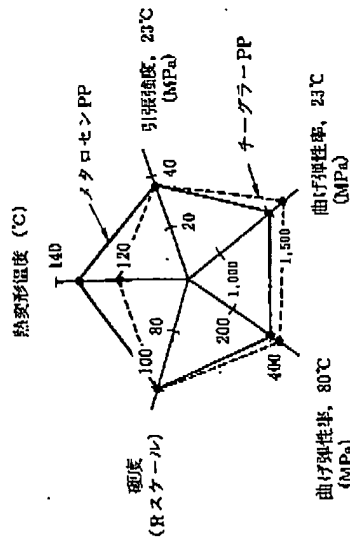 熱変形温度 (℃)
140
メタロセンPP
120
引張強度, 23℃
(MPa)
40
20
100
80
硬度
(Rスケール)
チーグラーPP
1,000
1,500
曲げ弾性率, 23℃
(MPa)
200
400
曲げ弾性率, 80℃
(MPa)